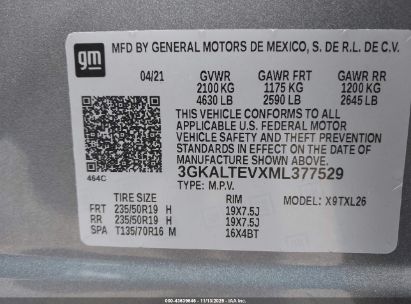 gm
MFD BY GENERAL MOTORS DE MEXICO, S. DE R.L. DE C.V.
04/21 GVWR GAWR FRT GAWR RR
2100 KG 1175 KG 1200 KG
4630 LB 2590 LB 2645 LB
THIS VEHICLE CONFORMS TO ALL
APPLICABLE U.S. FEDERAL MOTOR
VEHICLE SAFETY AND THEFT PREVENTION
STANDARDS IN EFFECT ON THE DATE OF
MANUFACTURE SHOWN ABOVE.
464C
3GKALTEVXML377529
TYPE: M.P.V. MODEL: X9TXL26
TIRE SIZE RIM
FRT 235/50R19 H 19X7.5J
RR 235/50R19 H 19X7.5J
SPA T135/70R16 M 16X4BT